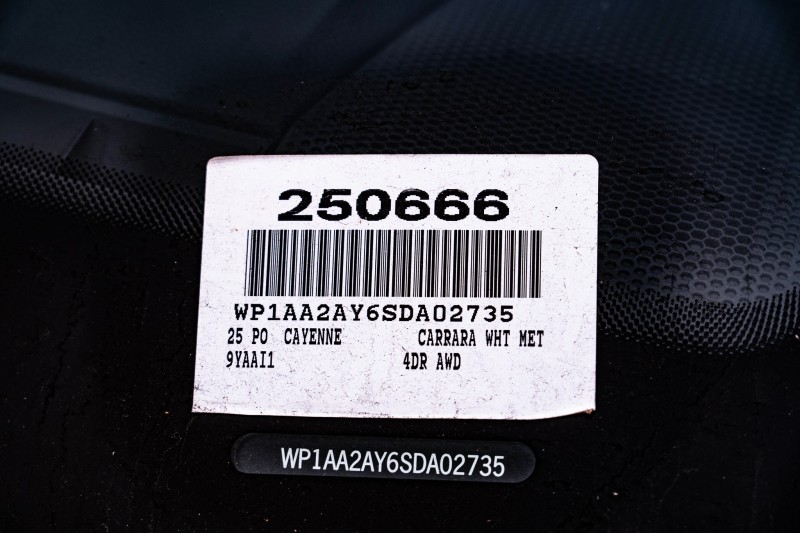 250666
WP1AA2AY6SDA02735
25 PO CAYENNE CARRARA WHT MET
9YAAI1 4DR AWD
WP1AA2AY6SDA02735